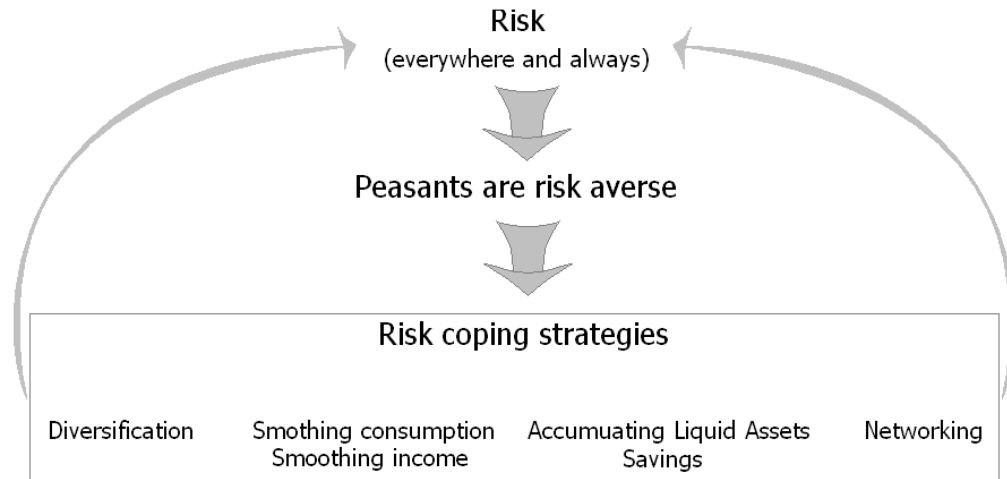 Risk
(everywhere and always)
Peasants are risk averse
Risk coping strategies
Diversification
Smothing consumption
Smoothing income
Accumuating Liquid Assets
Savings
Networking